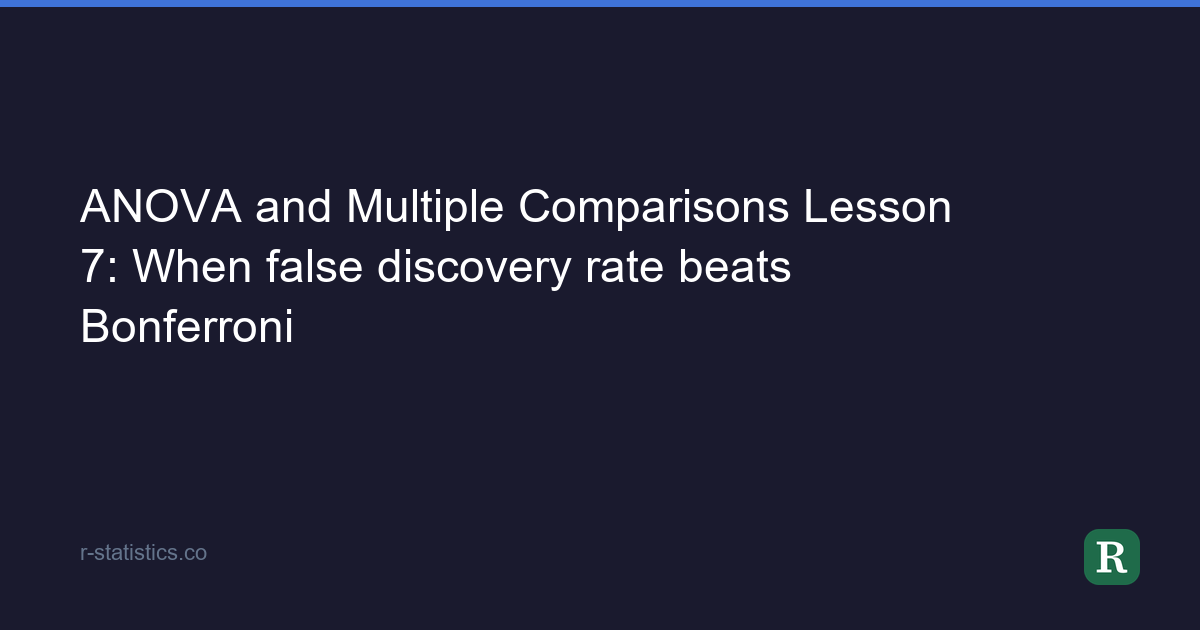 ANOVA and Multiple Comparisons Lesson
7: When false discovery rate beats
Bonferroni
r-statistics.co
R